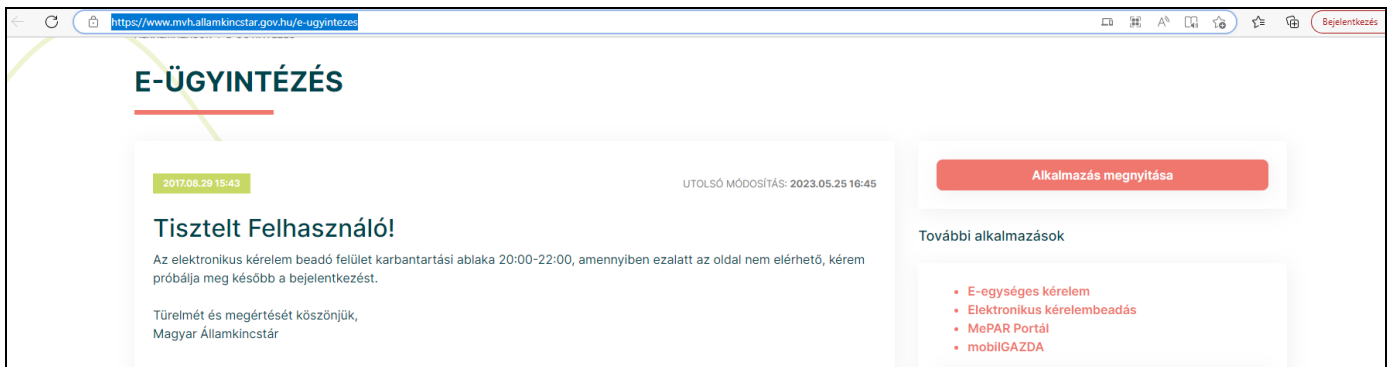 https://www.mvh.allamkincstar.gov.hu/e-ugyintezes
Bejelentkezés
E-ÜGYINTÉZÉS
2017.08.29 15:43
UTOLSÓ MÓDOSÍTÁS: 2023.05.25 16:45
Tisztelt Felhasználó!
Az elektronikus kérelem beadó felület karbantartási ablaka 20:00-22:00, amennyiben ezalatt az oldal nem elérhető, kérem
próbálja meg később a bejelentkezést.
Türelmét és megértését köszönjük,
Magyar Államkincstár
Alkalmazás megnyitása
További alkalmazások
• E-egységes kérelem
• Elektronikus kérelembeadás
• MePAR Portál
• mobilGAZDA